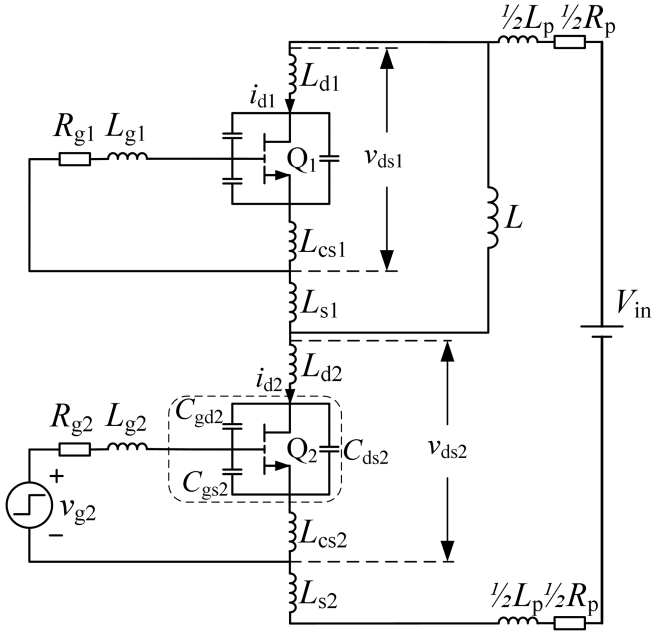 ½Lp ½Rp
Ld1
id1
Rg1 Lg1
Q1
vds1
Lcs1
L
Ls1
Vin
Ld2
id2
Cgd2
Rg2 Lg2
Q2
Cds2
vds2
+
vg2
Cgs2
−
Lcs2
Ls2
½Lp ½Rp